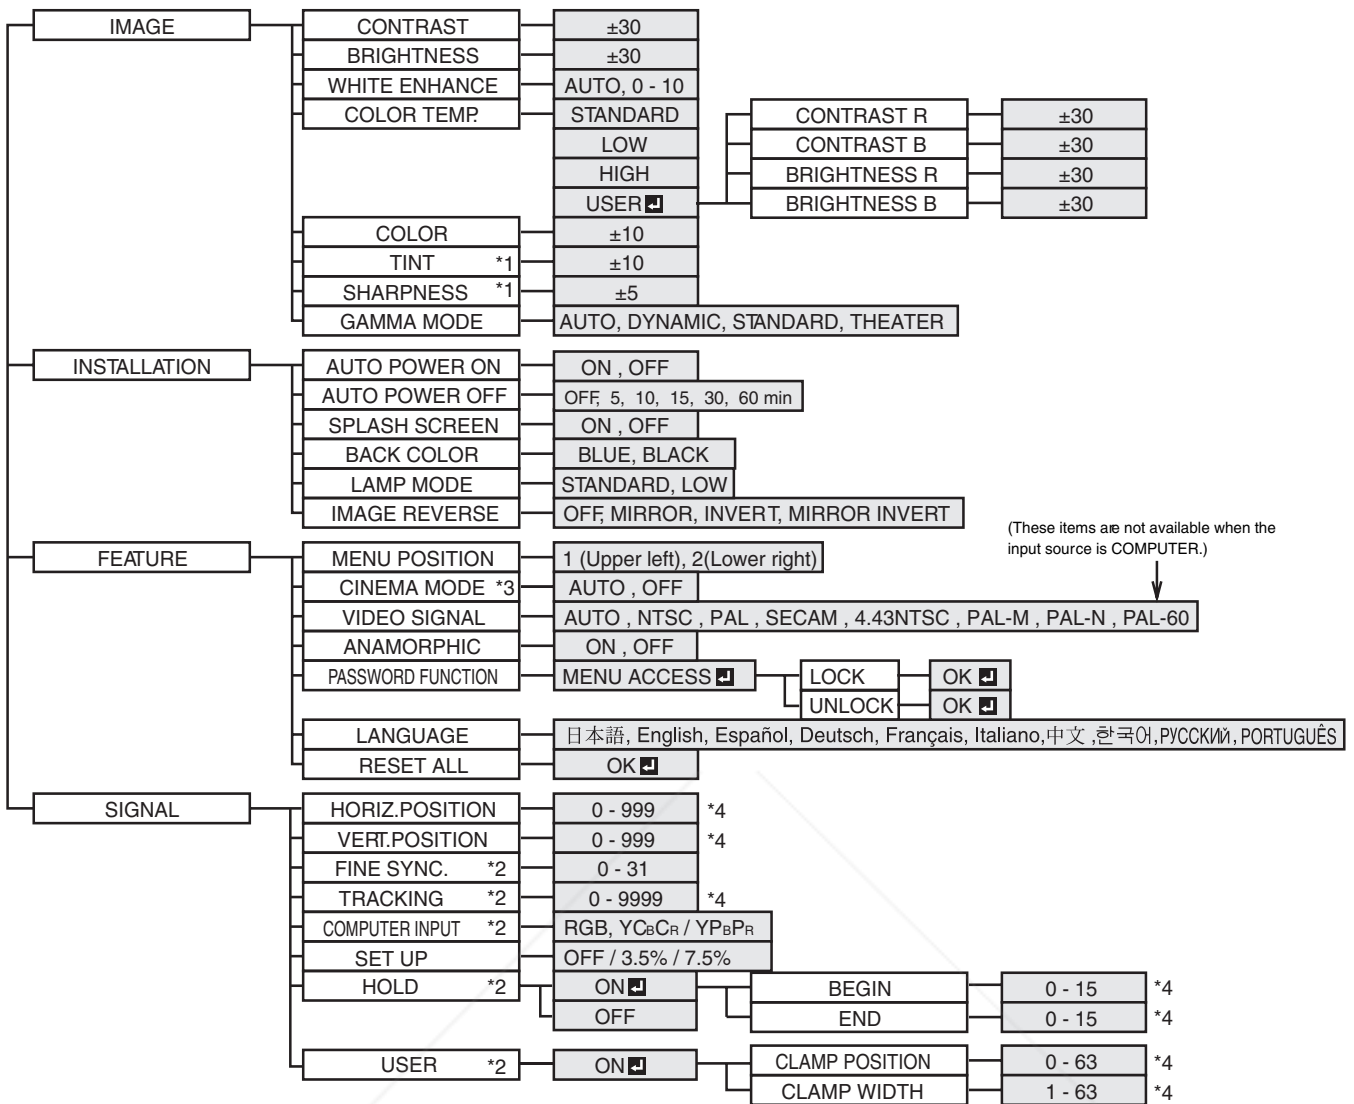 IMAGE CONTRAST ±30
BRIGHTNESS ±30
WHITE ENHANCE AUTO, 0 - 10
COLOR TEMP. STANDARD CONTRAST R ±30
LOW CONTRAST B ±30
HIGH BRIGHTNESS R ±30
USER BRIGHTNESS B ±30
COLOR ±10
TINT *1 ±10
SHARPNESS *1 ±5
GAMMA MODE AUTO, DYNAMIC, STANDARD, THEATER
INSTALLATION AUTO POWER ON ON , OFF
AUTO POWER OFF OFF, 5, 10, 15, 30, 60 min
SPLASH SCREEN ON , OFF
BACK COLOR BLUE, BLACK
LAMP MODE STANDARD, LOW
IMAGE REVERSE OFF, MIRROR, INVERT, MIRROR INVERT
(These items are not available when the
input source is COMPUTER.)
FEATURE MENU POSITION 1 (Upper left), 2(Lower right)
CINEMA MODE *3 AUTO , OFF
VIDEO SIGNAL AUTO , NTSC , PAL , SECAM , 4.43NTSC , PAL-M , PAL-N , PAL-60
ANAMORPHIC ON , OFF
PASSWORD FUNCTION MENU ACCESS LOCK OK
UNLOCK OK
LANGUAGE 日本語, English, Español, Deutsch, Français, Italiano,中文 ,한국어,РУССКИй, PORTUGUÊS
RESET ALL OK
SIGNAL HORIZ.POSITION 0 - 999 *4
VERT.POSITION 0 - 999 *4
FINE SYNC. *2 0 - 31
TRACKING *2 0 - 9999 *4
COMPUTER INPUT *2 RGB, YCBCR / YPBPR
SET UP OFF / 3.5% / 7.5%
HOLD *2 ON BEGIN 0 - 15 *4
OFF END 0 - 15 *4
USER *2 ON CLAMP POSITION 0 - 63 *4
CLAMP WIDTH 1 - 63 *4